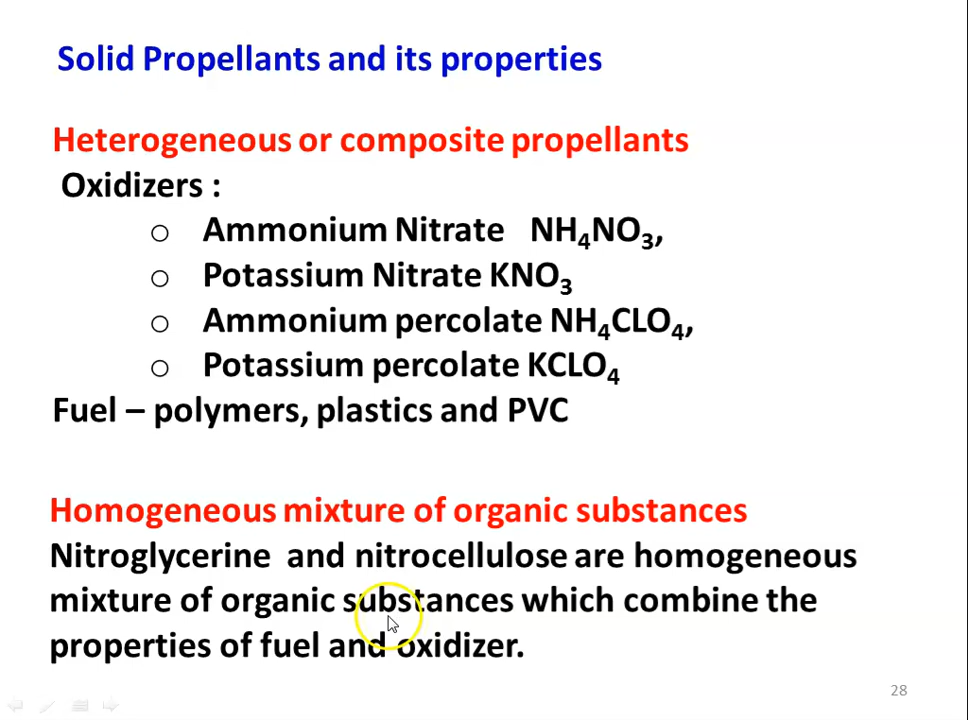 Solid Propellants and its properties
Heterogeneous or composite propellants
Oxidizers :
○ Ammonium Nitrate NH₄NO₃,
○ Potassium Nitrate KNO₃
○ Ammonium percolate NH₄CLO₄,
○ Potassium percolate KCLO₄
Fuel – polymers, plastics and PVC
Homogeneous mixture of organic substances
Nitroglycerine and nitrocellulose are homogeneous
mixture of organic substances which combine the
properties of fuel and oxidizer.
28